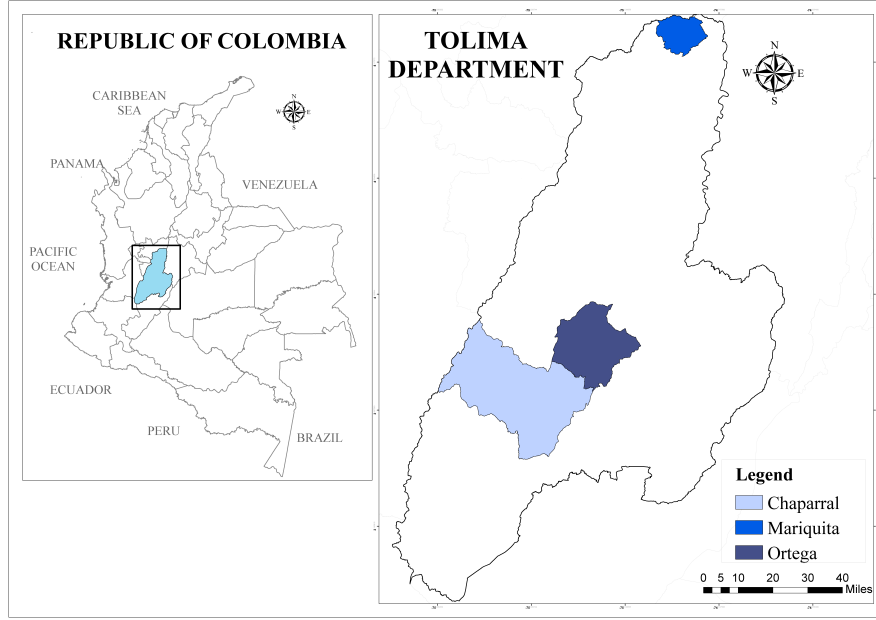 REPUBLIC OF COLOMBIA
CARIBBEAN
SEA
N
W
E
S
PANAMA
VENEZUELA
PACIFIC
OCEAN
ECUADOR
PERU
BRAZIL
TOLIMA
DEPARTMENT
N
W
E
S
Legend
Chaparral
Mariquita
Ortega
0 5 10 20 30 40
Miles